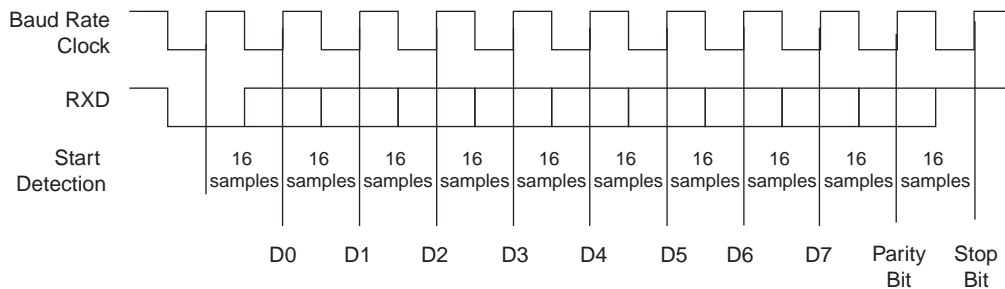 Baud Rate
Clock
RXD
Start
Detection
16
samples
16
samples
16
samples
16
samples
16
samples
16
samples
16
samples
16
samples
16
samples
16
samples
D0
D1
D2
D3
D4
D5
D6
D7
Parity
Bit
Stop
Bit